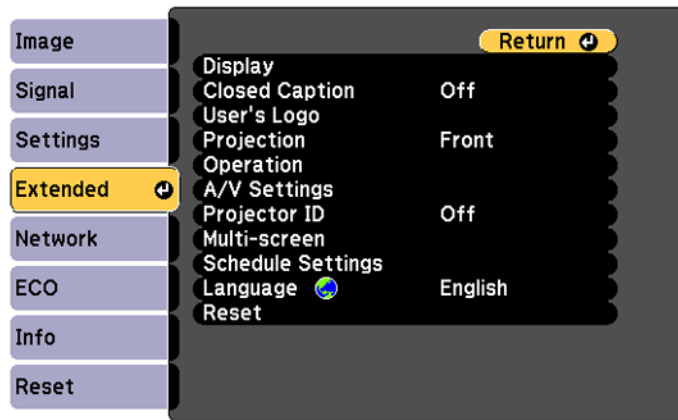 Image
Signal
Settings
Extended
Network
ECO
Info
Reset
Return
Display
Closed Caption Off
User's Logo
Projection Front
Operation
A/V Settings
Projector ID Off
Multi-screen
Schedule Settings
Language English
Reset